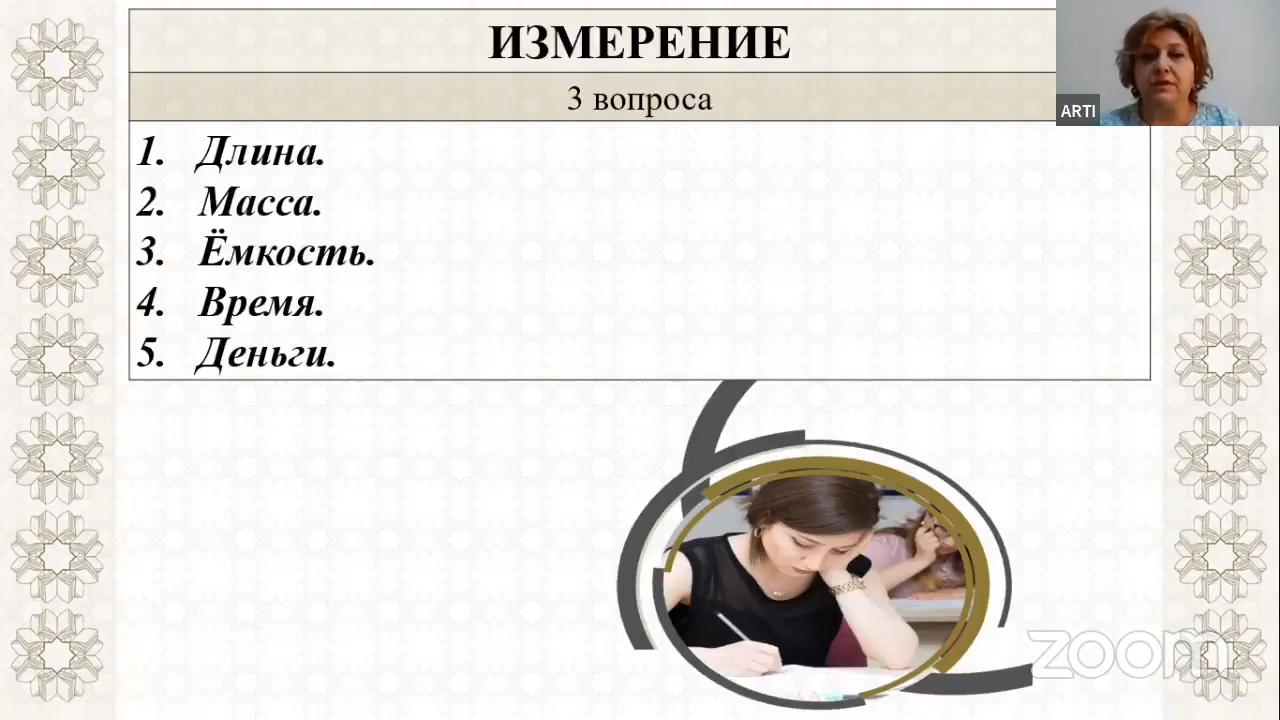 ИЗМЕРЕНИЕ
3 вопроса
ARTI
1. Длина.
2. Масса.
3. Ёмкость.
4. Время.
5. Деньги.
zoom